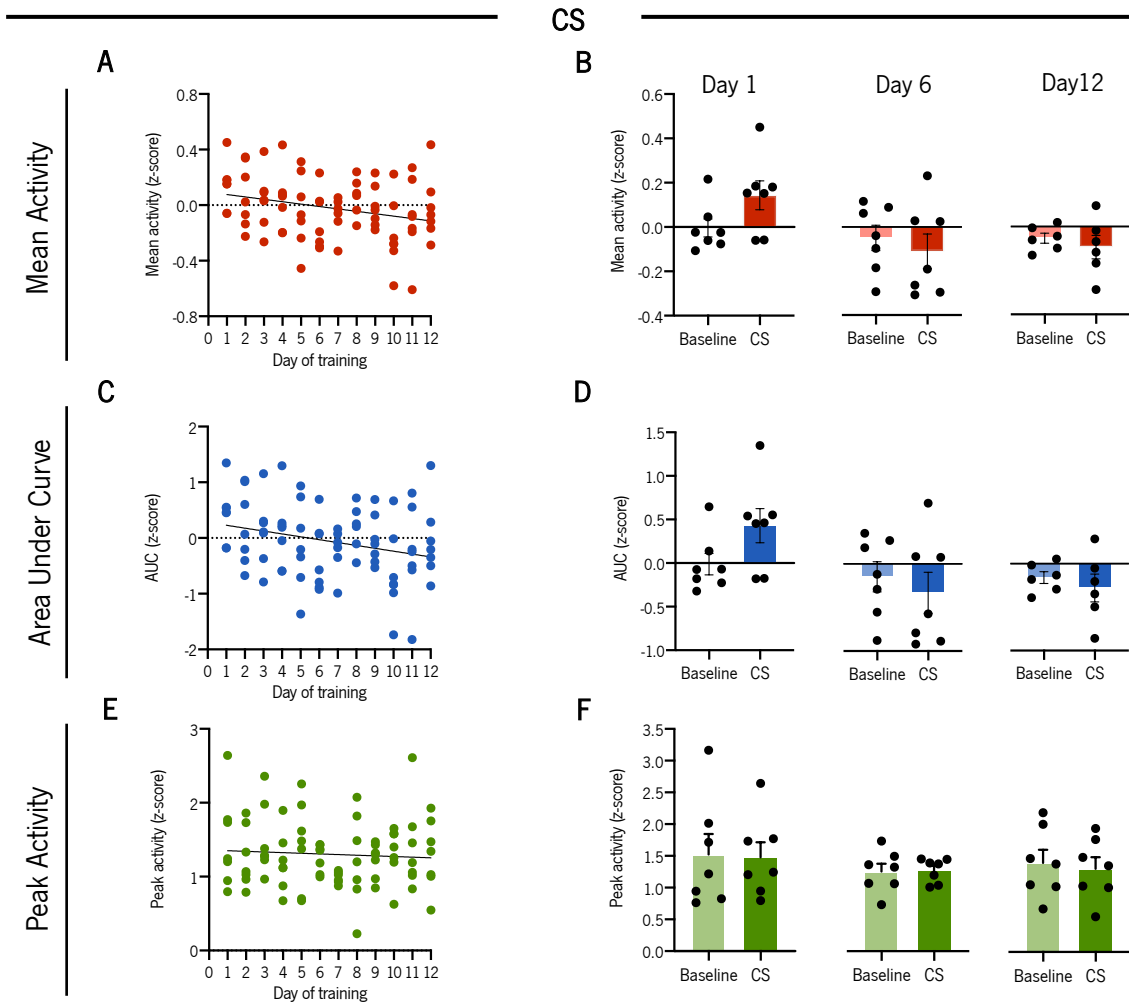 CS
A
B
Mean Activity
Mean activity (z-score)
0.8
0.4
0.0
-0.4
-0.8
0 1 2 3 4 5 6 7 8 9 10 11 12
Day of training
Day 1
Day 6
Day12
Mean activity (z-score)
0.6
0.4
0.2
0.0
-0.2
-0.4
Baseline CS
Baseline CS
Baseline CS
C
D
Area Under Curve
AUC (z-score)
2
1
0
-1
-2
0 1 2 3 4 5 6 7 8 9 10 11 12
Day of training
AUC (z-score)
1.5
1.0
0.5
0.0
-0.5
-1.0
Baseline CS
Baseline CS
Baseline CS
E
F
Peak Activity
Peak activity (z-score)
3
2
1
0
0 1 2 3 4 5 6 7 8 9 10 11 12
Day of training
Peak activity (z-score)
3.5
3.0
2.5
2.0
1.5
1.0
0.5
0.0
Baseline CS
Baseline CS
Baseline CS